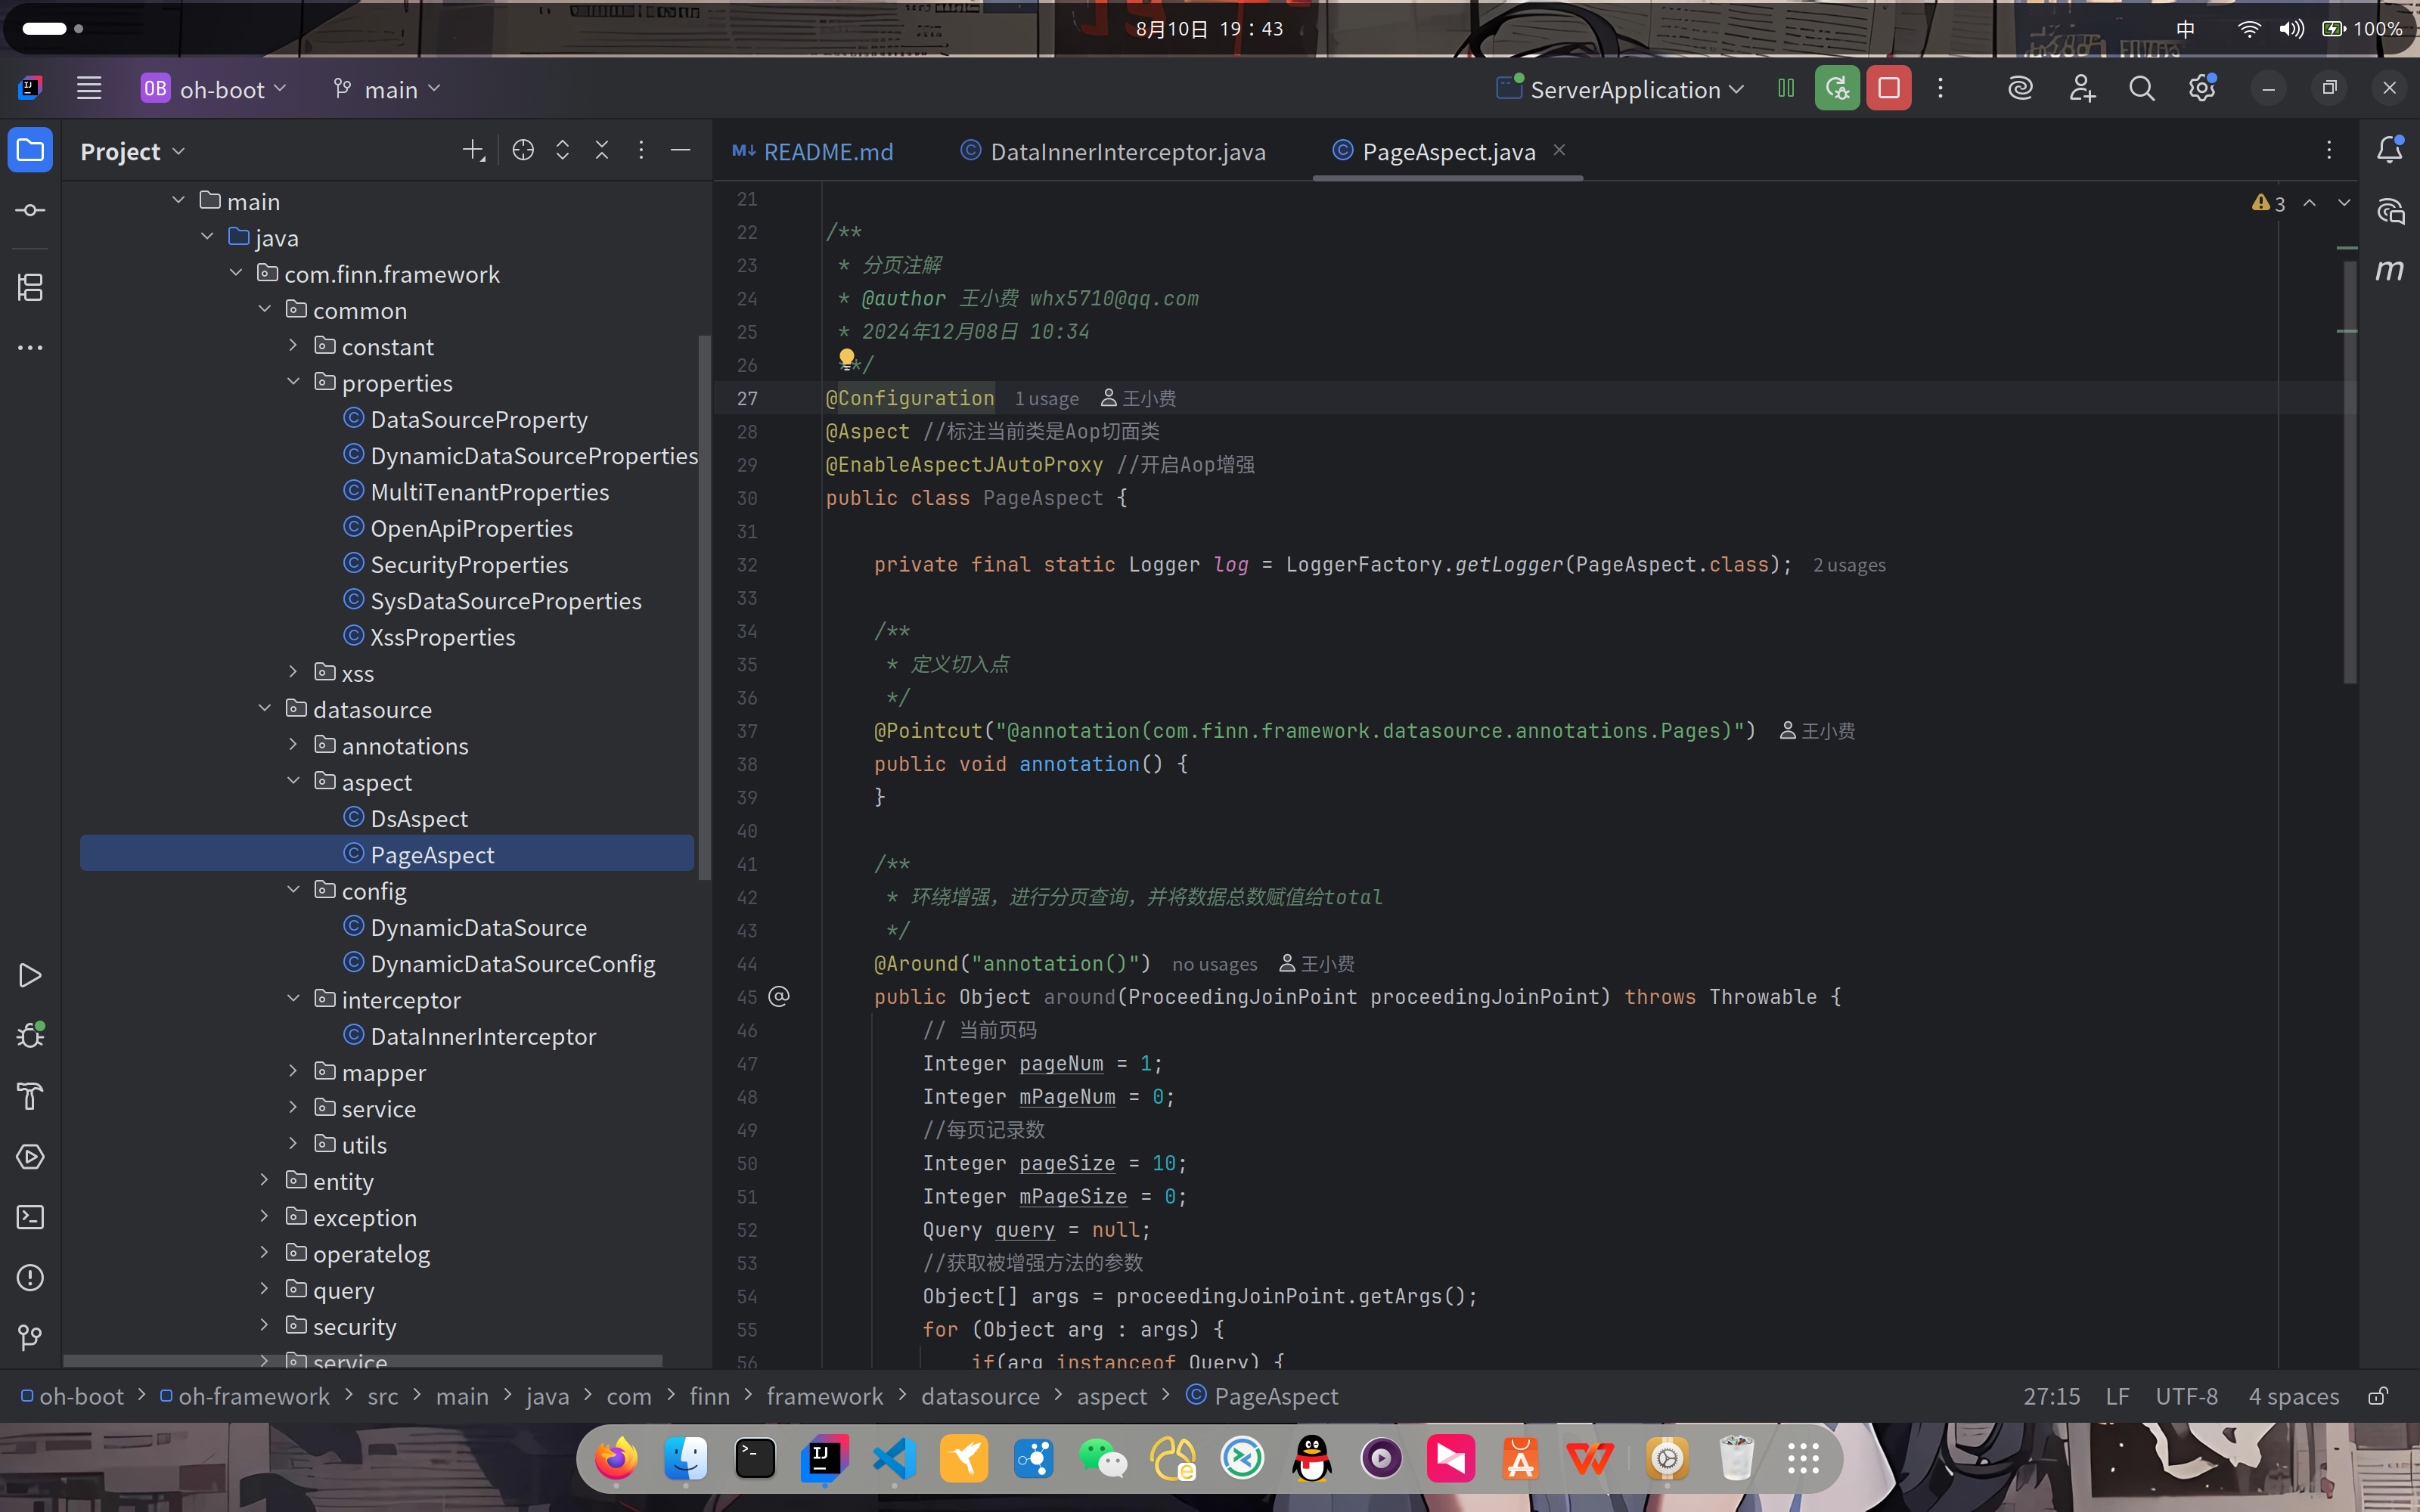 8月10日 19：43
中
100%
OB oh-boot
main
ServerApplication
Project
README.md
DataInnerInterceptor.java
PageAspect.java
main
java
com.finn.framework
common
constant
properties
DataSourceProperty
DynamicDataSourceProperties
MultiTenantProperties
OpenApiProperties
SecurityProperties
SysDataSourceProperties
XssProperties
xss
datasource
annotations
aspect
DsAspect
PageAspect
config
DynamicDataSource
DynamicDataSourceConfig
interceptor
DataInnerInterceptor
mapper
service
utils
entity
exception
operatelog
query
security
service
3
21
22 /**
23 * 分页注解
24 * @author 王小费 whx5710@qq.com
25 * 2024年12月08日 10:34
26 **/
27 @Configuration 1 usage 王小费
28 @Aspect //标注当前类是Aop切面类
29 @EnableAspectJAutoProxy //开启Aop增强
30 public class PageAspect {
31
32 private final static Logger log = LoggerFactory.getLogger(PageAspect.class); 2 usages
33
34 /**
35 * 定义切入点
36 */
37 @Pointcut("@annotation(com.finn.framework.datasource.annotations.Pages)") 王小费
38 public void annotation() {
39 }
40
41 /**
42 * 环绕增强，进行分页查询，并将数据总数赋值给total
43 */
44 @Around("annotation()") no usages 王小费
45 public Object around(ProceedingJoinPoint proceedingJoinPoint) throws Throwable {
46 // 当前页码
47 Integer pageNum = 1;
48 Integer mPageNum = 0;
49 //每页记录数
50 Integer pageSize = 10;
51 Integer mPageSize = 0;
52 Query query = null;
53 //获取被增强方法的参数
54 Object[] args = proceedingJoinPoint.getArgs();
55 for (Object arg : args) {
56 if(arg instanceof Query) {
oh-boot > oh-framework > src > main > java > com > finn > framework > datasource > aspect > PageAspect
27:15 LF UTF-8 4 spaces